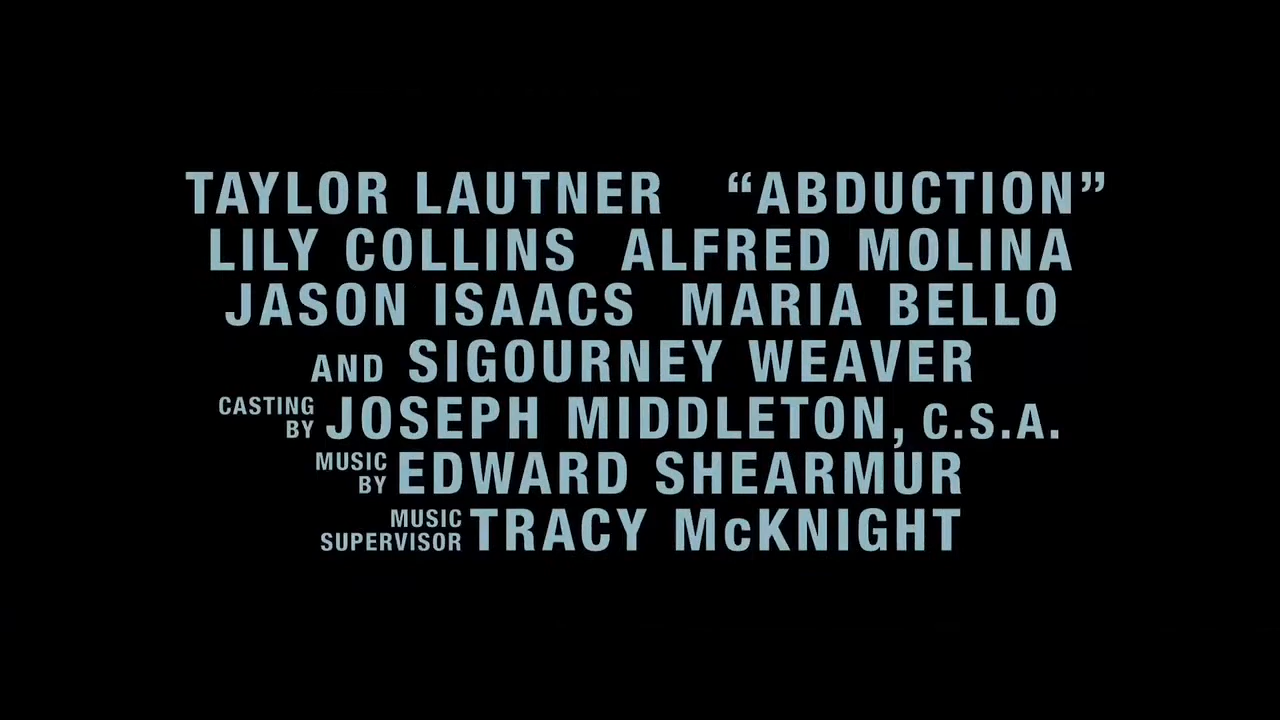 TAYLOR LAUTNER “ABDUCTION”
LILY COLLINS ALFRED MOLINA
JASON ISAACS MARIA BELLO
AND SIGOURNEY WEAVER
CASTING BY JOSEPH MIDDLETON, C.S.A.
MUSIC BY EDWARD SHEARMUR
MUSIC SUPERVISOR TRACY McKNIGHT